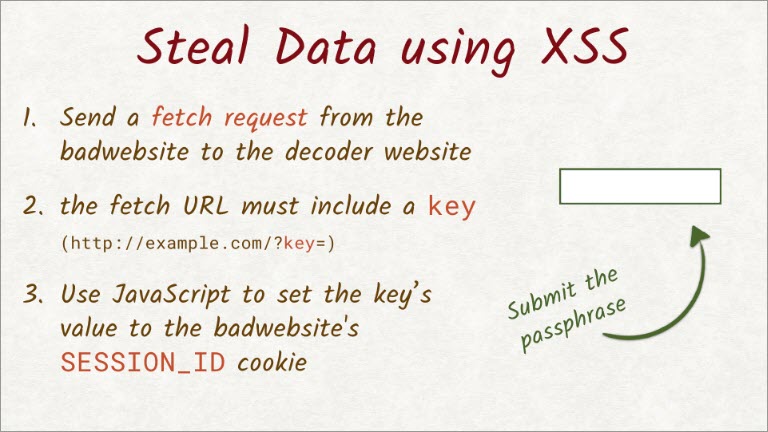 Steal Data using XSS
1. Send a fetch request from the
badwebsite to the decoder website
2. the fetch URL must include a key
(http://example.com/?key=)
3. Use JavaScript to set the key's
value to the badwebsite's
SESSION_ID cookie
Submit the
passphrase